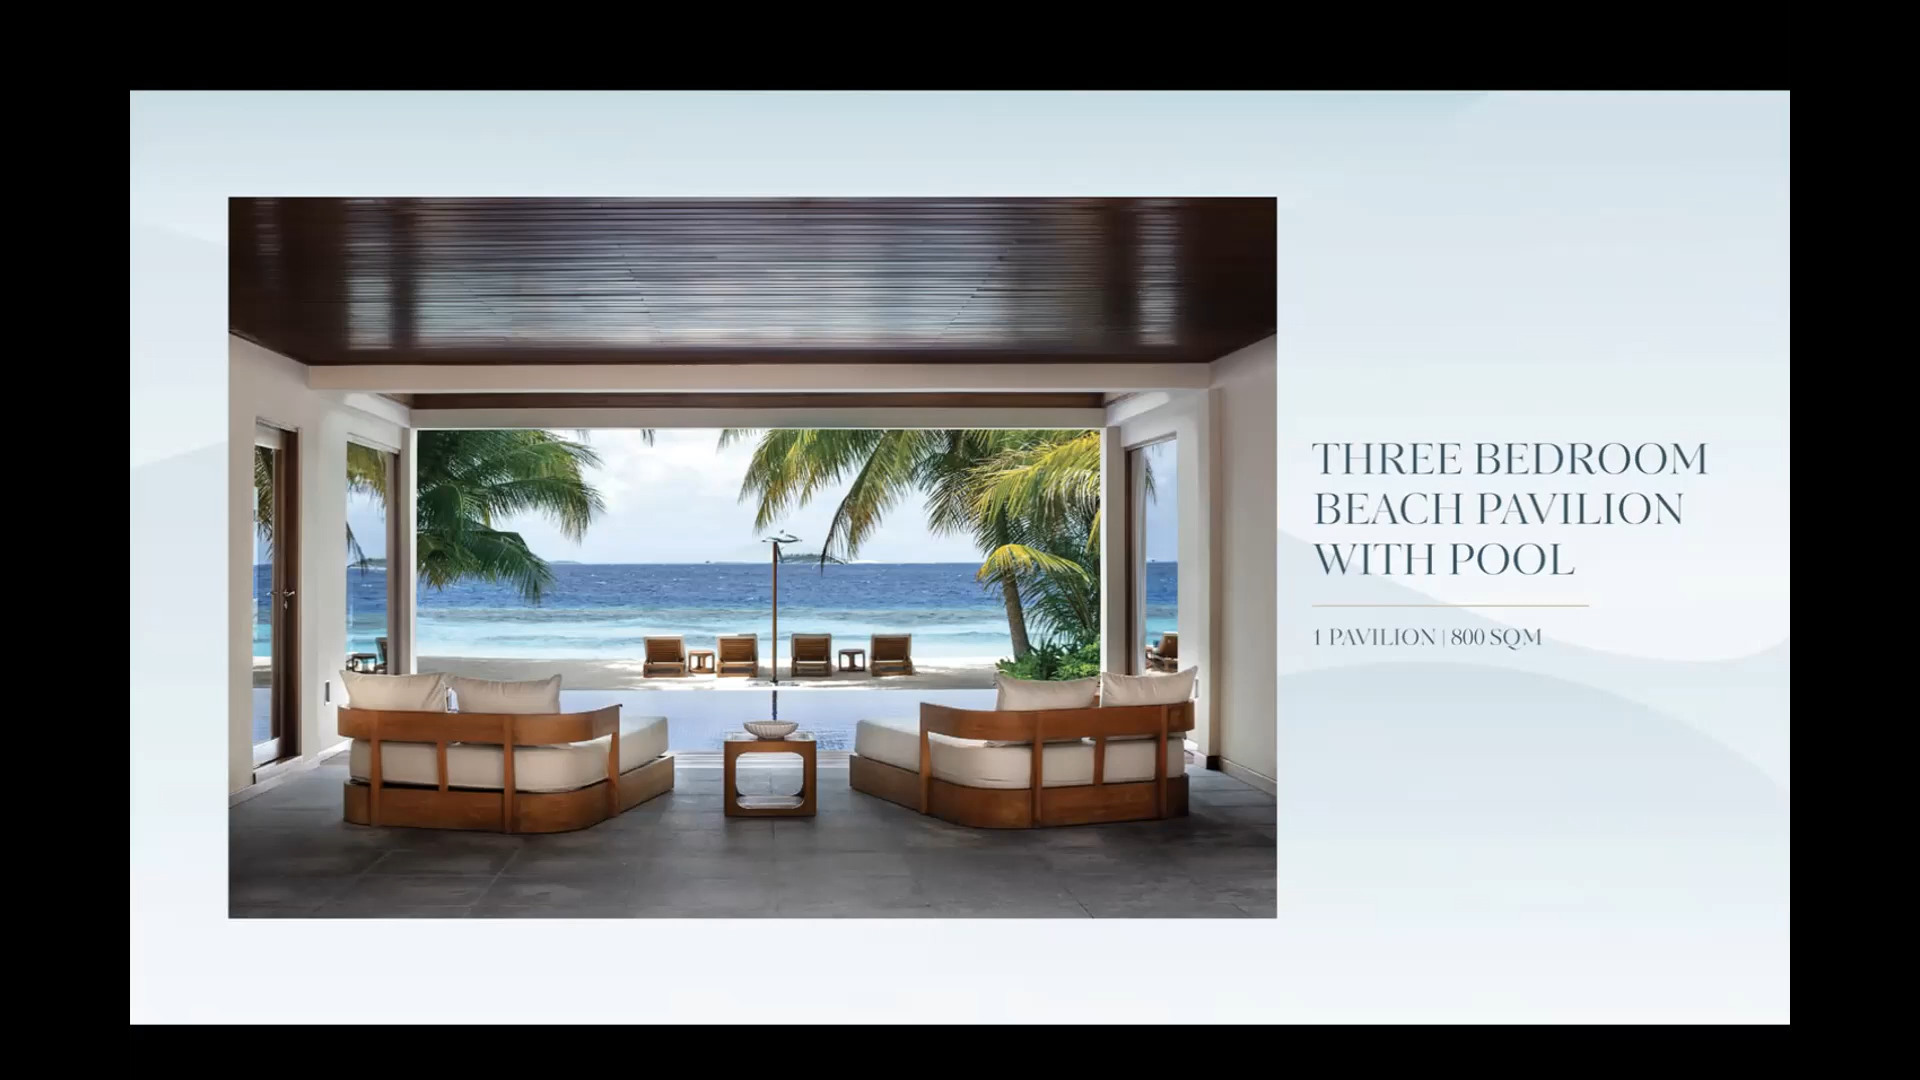 THREE BEDROOM
BEACH PAVILION
WITH POOL
1 PAVILION | 800 SQM